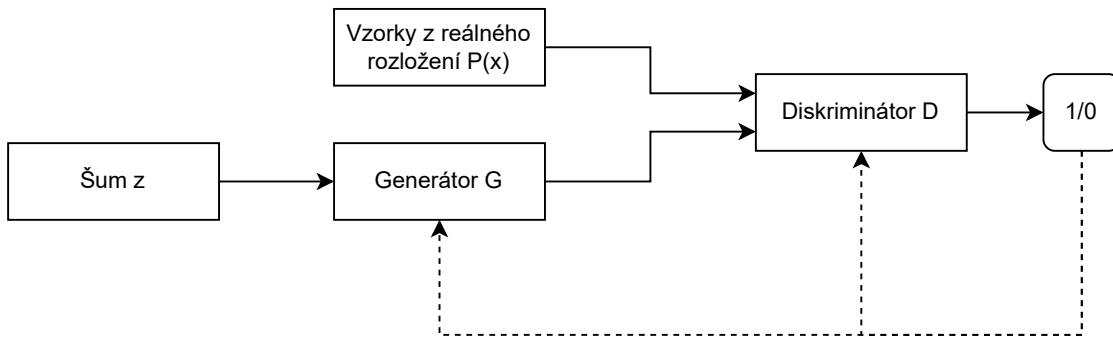 Vzorky z reálného
rozložení P(x)
Diskriminátor D
1/0
Šum z
Generátor G